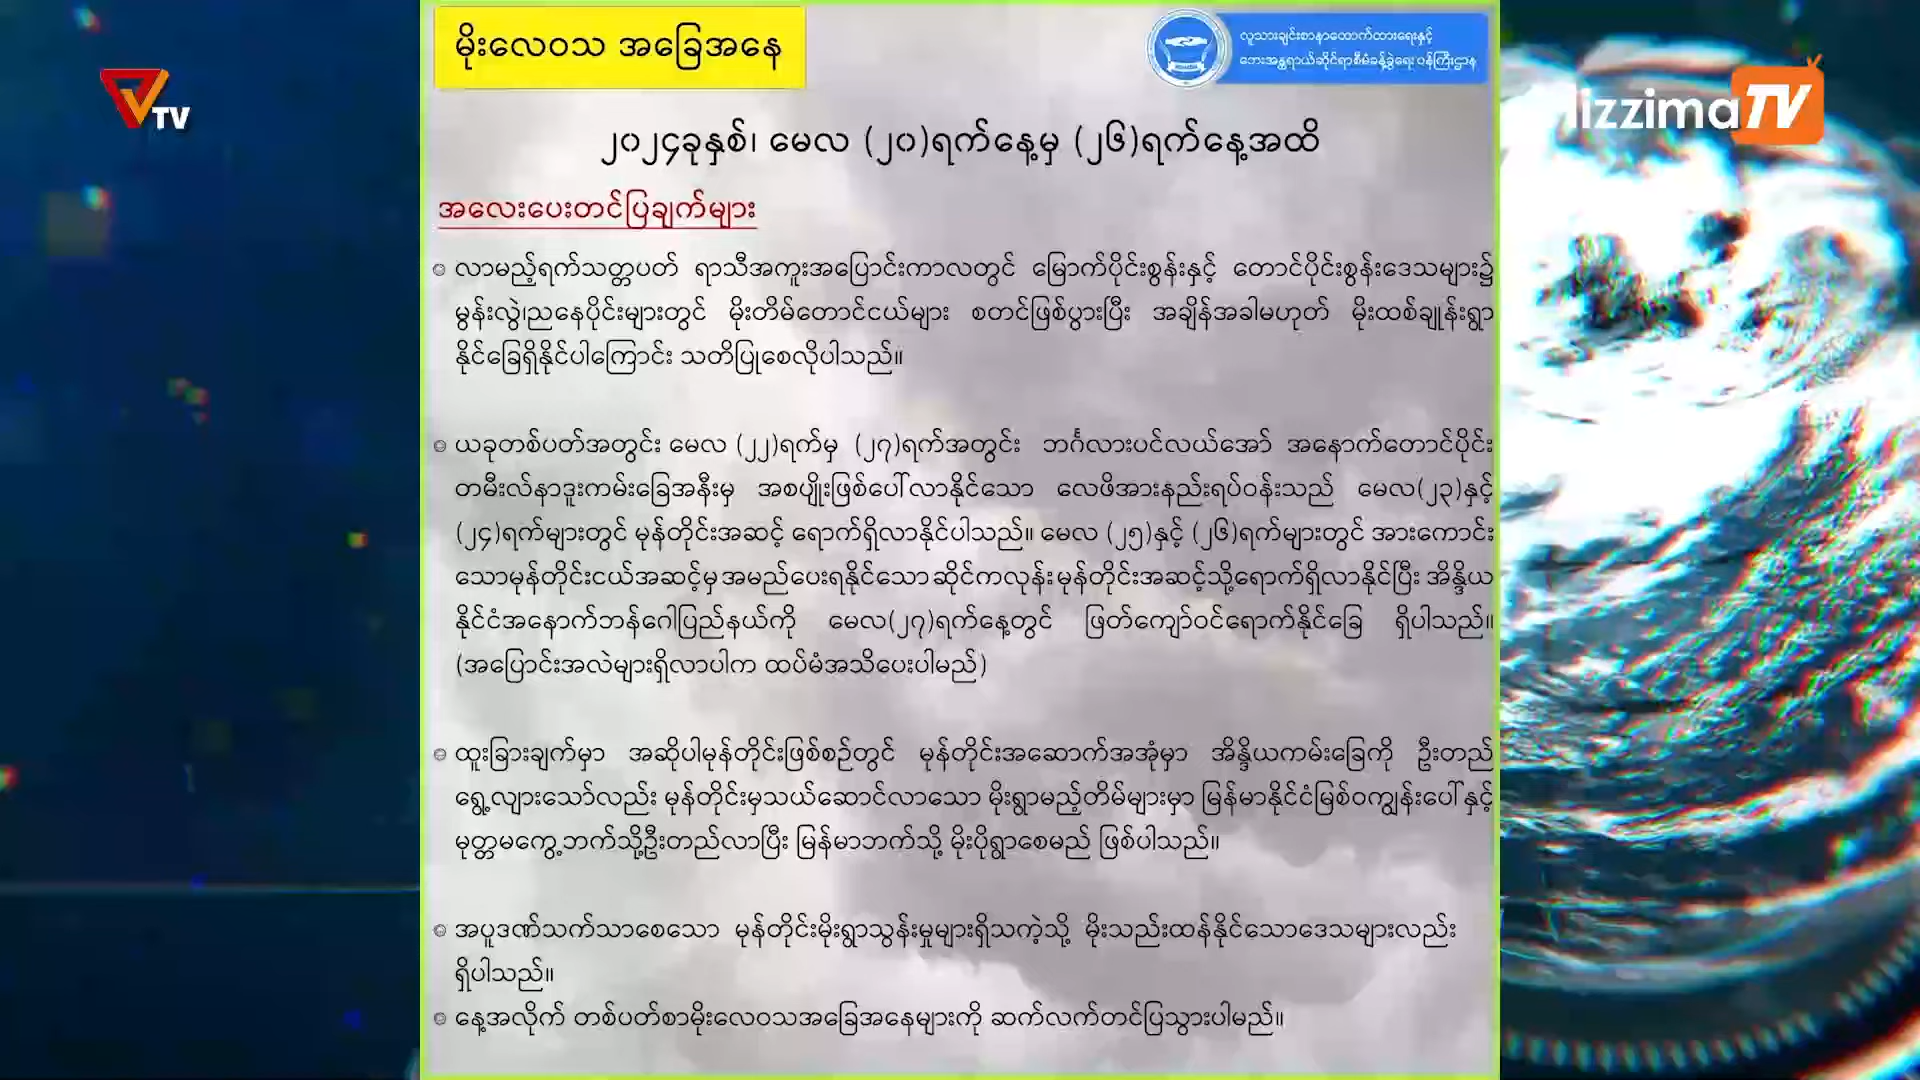 TV
မိုးလေဝသ အခြေအနေ
လူသားချင်းစာနာထောက်ထားရေးနှင့်
ဘေးအန္တရာယ်ဆိုင်ရာစီမံခန့်ခွဲရေး ဝန်ကြီးဌာန
lizzima TV
၂၀၂၄ခုနှစ်၊ မေလ (၂၀)ရက်နေ့မှ (၂၆)ရက်နေ့အထိ
အလေးပေးတင်ပြချက်များ
လာမည့်ရက်သတ္တပတ် ရာသီအကူးအပြောင်းကာလတွင် မြောက်ပိုင်းစွန်းနှင့် တောင်ပိုင်းစွန်းဒေသများ၌
မွန်းလွဲ၊ညနေပိုင်းများတွင် မိုးတိမ်တောင်ငယ်များ စတင်ဖြစ်ပွားပြီး အချိန်အခါမဟုတ် မိုးထစ်ချုန်းရွာ
နိုင်ခြေရှိနိုင်ပါကြောင်း သတိပြုစေလိုပါသည်။
ယခုတစ်ပတ်အတွင်း မေလ (၂၂)ရက်မှ (၂၇)ရက်အတွင်း ဘင်္ဂလားပင်လယ်အော် အနောက်တောင်ပိုင်း
တမီးလ်နာဒူးကမ်းခြေအနီးမှ အစပျိုးဖြစ်ပေါ်လာနိုင်သော လေဖိအားနည်းရပ်ဝန်းသည် မေလ(၂၃)နှင့်
(၂၄)ရက်များတွင် မုန်တိုင်းအဆင့် ရောက်ရှိလာနိုင်ပါသည်။ မေလ (၂၅)နှင့် (၂၆)ရက်များတွင် အားကောင်း
သောမုန်တိုင်းငယ်အဆင့်မှ အမည်ပေးရနိုင်သော ဆိုင်ကလုန်း မုန်တိုင်းအဆင့်သို့ရောက်ရှိလာနိုင်ပြီး အိန္ဒိယ
နိုင်ငံအနောက်ဘန်ဂေါပြည်နယ်ကို မေလ(၂၇)ရက်နေ့တွင် ဖြတ်ကျော်ဝင်ရောက်နိုင်ခြေ ရှိပါသည်။
(အပြောင်းအလဲများရှိလာပါက ထပ်မံအသိပေးပါမည်)
ထူးခြားချက်မှာ အဆိုပါမုန်တိုင်းဖြစ်စဉ်တွင် မုန်တိုင်းအဆောက်အအုံမှာ အိန္ဒိယကမ်းခြေကို ဦးတည်
ရွေ့လျားသော်လည်း မုန်တိုင်းမှသယ်ဆောင်လာသော မိုးရွာမည့်တိမ်များမှာ မြန်မာနိုင်ငံမြစ်ဝကျွန်းပေါ်နှင့်
မုတ္တမကွေ့ဘက်သို့ဦးတည်လာပြီး မြန်မာဘက်သို့ မိုးပိုရွာစေမည် ဖြစ်ပါသည်။
အပူဒဏ်သက်သာစေသော မုန်တိုင်းမိုးရွာသွန်းမှုများရှိသကဲ့သို့ မိုးသည်းထန်နိုင်သောဒေသများလည်း
ရှိပါသည်။
နေ့အလိုက် တစ်ပတ်စာမိုးလေဝသအခြေအနေများကို ဆက်လက်တင်ပြသွားပါမည်။